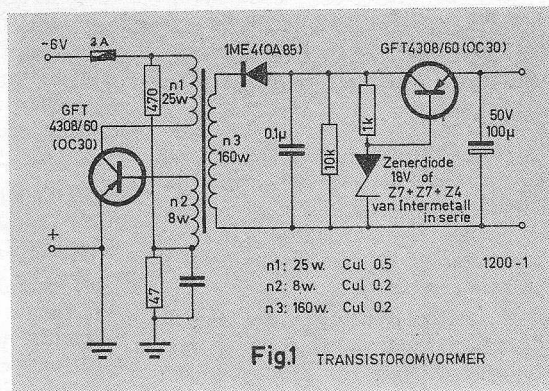 -6V
3A
1ME4(OA85)
GFT4308/60(OC30)
n1
25w
470
GFT
4308/60
(OC30)
n3
160w
0.1µ
10k
1k
50V
100µ
Zenerdiode
18V of
Z7+Z7+Z4
van Intermetall
in serie
n2
8w
+
47
n1: 25 w. Cul 0.5
n2: 8w. Cul 0.2
n3: 160w. Cul 0.2
1200-1
Fig.1 TRANSISTOROMVORMER